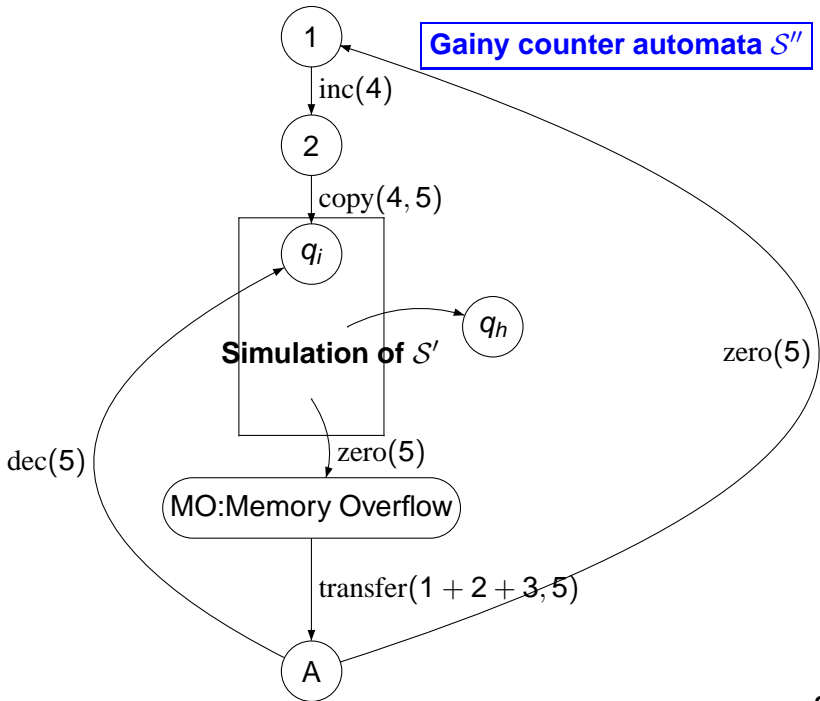 1
Gainy counter automata 𝒮″
inc(4)
2
copy(4, 5)
qᵢ
qₕ
Simulation of 𝒮′
zero(5)
zero(5)
dec(5)
MO:Memory Overflow
transfer(1 + 2 + 3, 5)
A